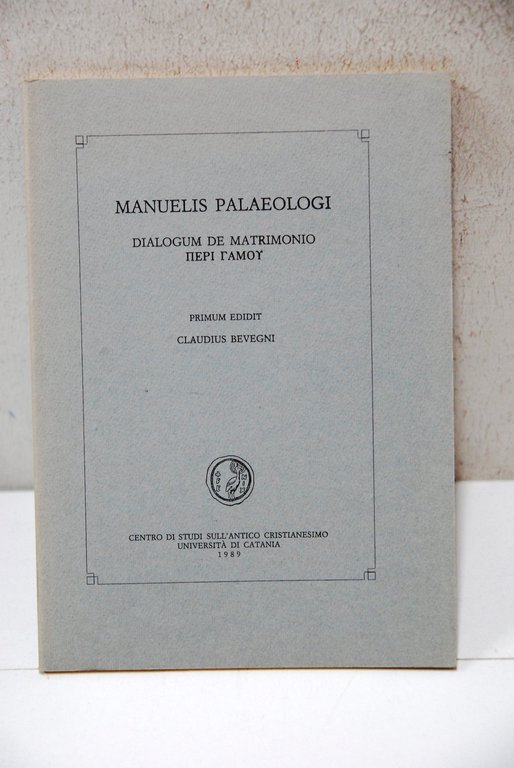 MANUELIS PALAEOLOGI
DIALOGUM DE MATRIMONIO
ΠΕΡΙ ΓΑΜΟΥ
PRIMUM EDIDIT
CLAUDIUS BEVEGNI
CENTRO DI STUDI SULL'ANTICO CRISTIANESIMO
UNIVERSITÀ DI CATANIA
1989